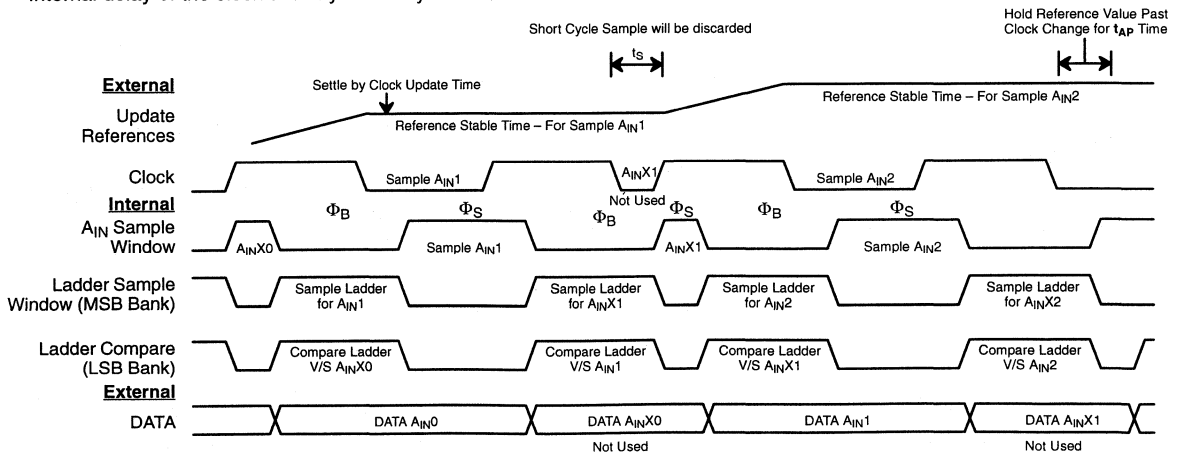 Hold Reference Value Past
Clock Change for tAP Time
Short Cycle Sample will be discarded
tS
External
Settle by Clock Update Time
Update
References
Reference Stable Time – For Sample AIN1
Reference Stable Time – For Sample AIN2
Clock
Sample AIN1
AINX1
Not Used
Sample AIN2
Internal
ΦB
ΦS
ΦB
ΦS
ΦB
ΦS
AIN Sample
Window
AINX0
Sample AIN1
AINX1
Sample AIN2
Ladder Sample
Window (MSB Bank)
Sample Ladder
for AIN1
Sample Ladder
for AINX1
Sample Ladder
for AIN2
Sample Ladder
for AINX2
Ladder Compare
(LSB Bank)
Compare Ladder
V/S AINX0
Compare Ladder
V/S AIN1
Compare Ladder
V/S AINX1
Compare Ladder
V/S AIN2
External
DATA
DATA AIN0
DATA AINX0
DATA AIN1
DATA AINX1
Not Used
Not Used